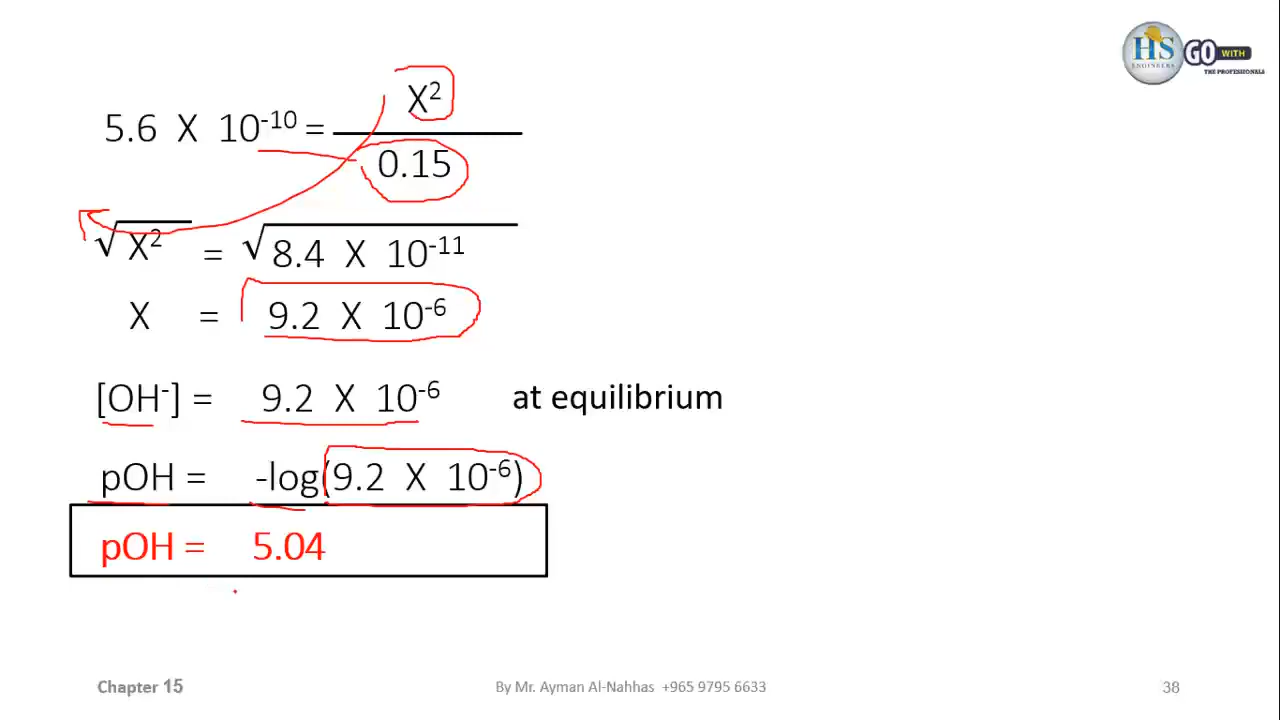 HS
ENGINEERS
GO WITH
THE PROFESSIONALS
5.6 X 10⁻¹⁰ = X² / 0.15
√X² = √8.4 X 10⁻¹¹
X = 9.2 X 10⁻⁶
[OH⁻] = 9.2 X 10⁻⁶ at equilibrium
pOH = -log(9.2 X 10⁻⁶)
pOH = 5.04
Chapter 15 By Mr. Ayman Al-Nahhas +965 9795 6633 38